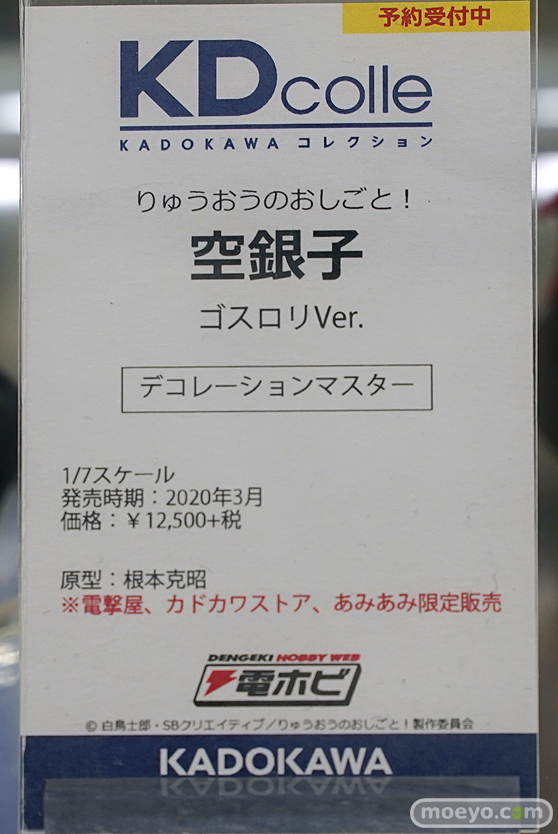 予約受付中
KDcolle
KADOKAWA コレクション
りゅうおうのおしごと！
空銀子
ゴスロリVer.
デコレーションマスター
1/7スケール
発売時期：2020年3月
価格：￥12,500+税
原型：根本克昭
※電撃屋、カドカワストア、あみあみ限定販売
DENGEKI HOBBY WEB
電ホビ
© 白鳥士郎・SBクリエイティブ／りゅうおうのおしごと！製作委員会
KADOKAWA
moeyo.com